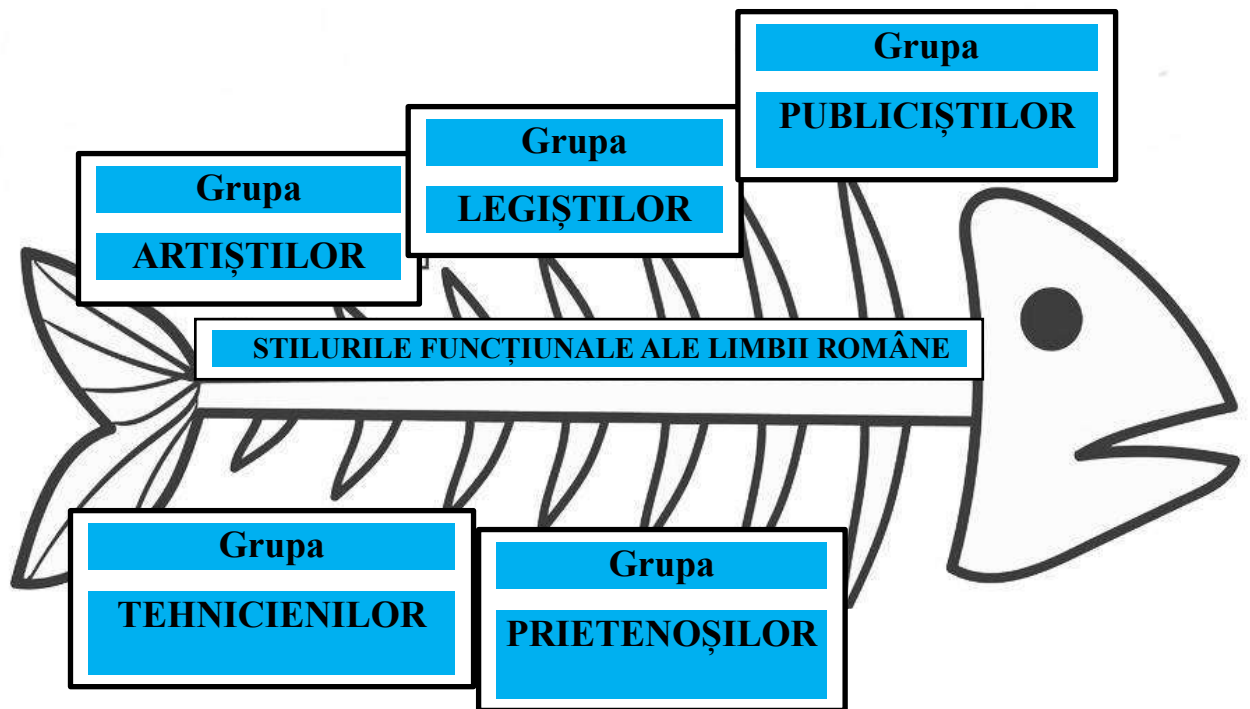 Grupa
PUBLICIȘTILOR
Grupa
LEGIȘTILOR
Grupa
ARTIȘTILOR
STILURILE FUNCȚIUNALE ALE LIMBII ROMÂNE
Grupa
TEHNICIENILOR
Grupa
PRIETENOȘILOR